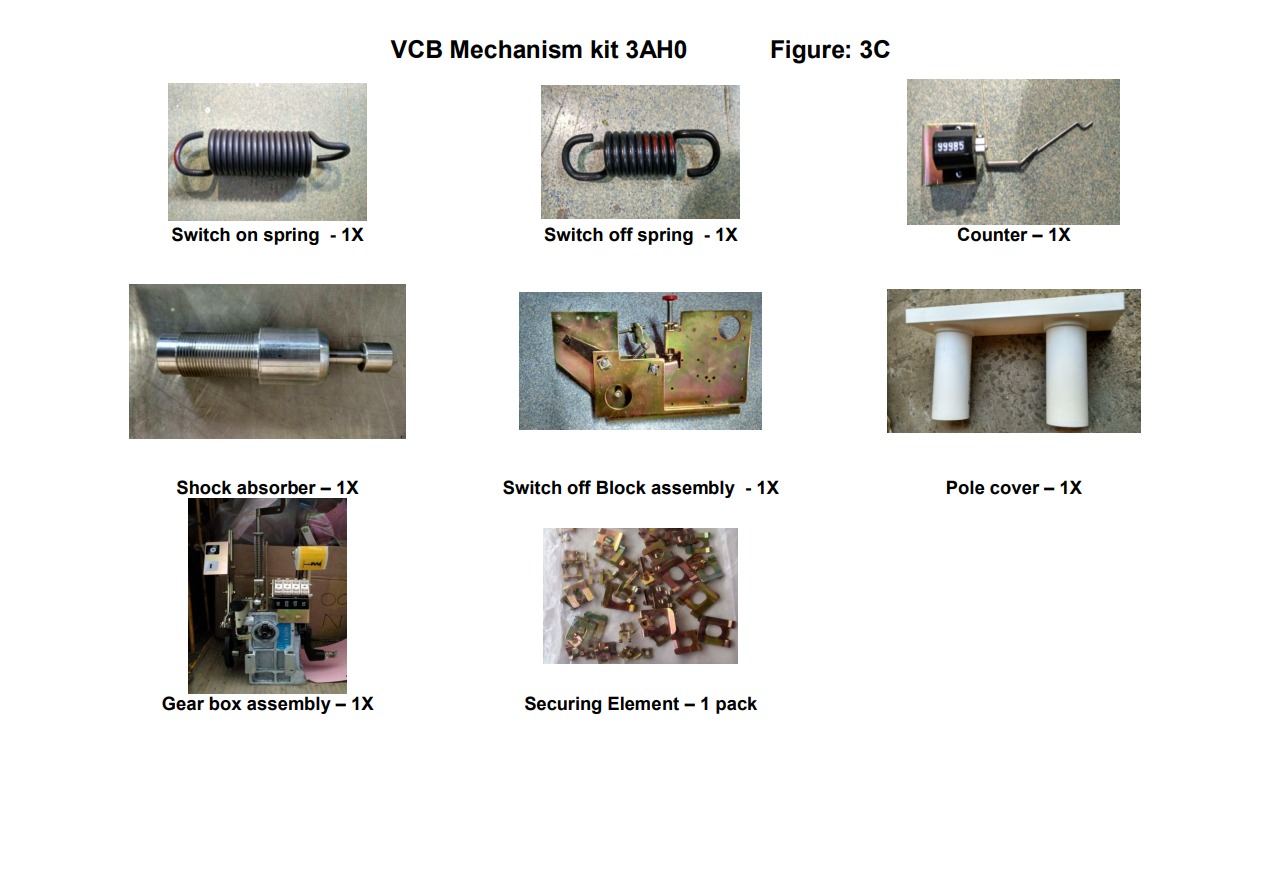 VCB Mechanism kit 3AH0 Figure: 3C
Switch on spring - 1X
Switch off spring - 1X
99985
Counter – 1X
Shock absorber – 1X
Switch off Block assembly - 1X
Pole cover – 1X
Gear box assembly – 1X
Securing Element – 1 pack